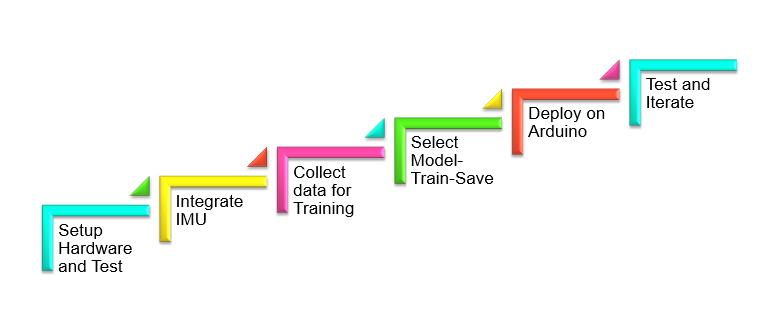 Setup
Hardware
and Test
Integrate
IMU
Collect
data for
Training
Select
Model-
Train-Save
Deploy on
Arduino
Test and
Iterate